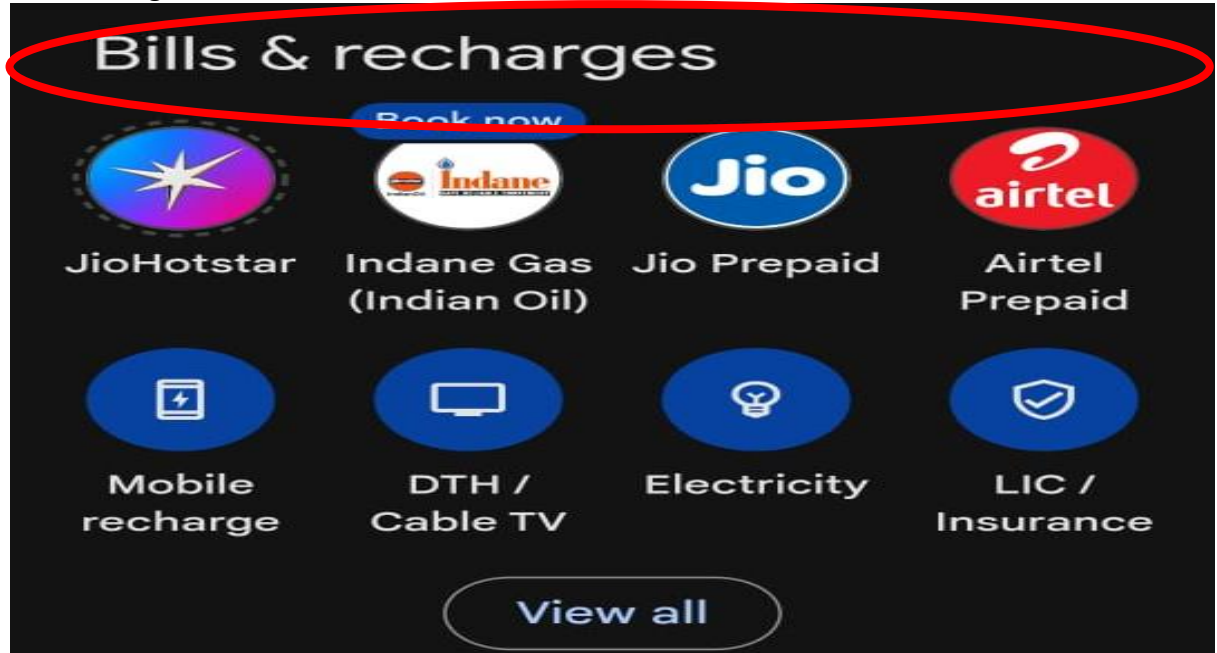 Bills & recharges
Book now
Indane
Jio
airtel
JioHotstar
Indane Gas
(Indian Oil)
Jio Prepaid
Airtel
Prepaid
Mobile
recharge
DTH /
Cable TV
Electricity
LIC /
Insurance
View all